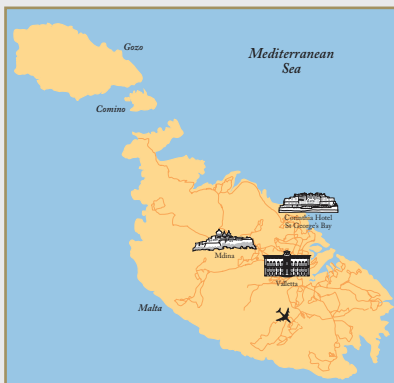 Gozo
Mediterranean
Sea
Comino
Corinthia Hotel
St George's Bay
Mdina
Valletta
Malta